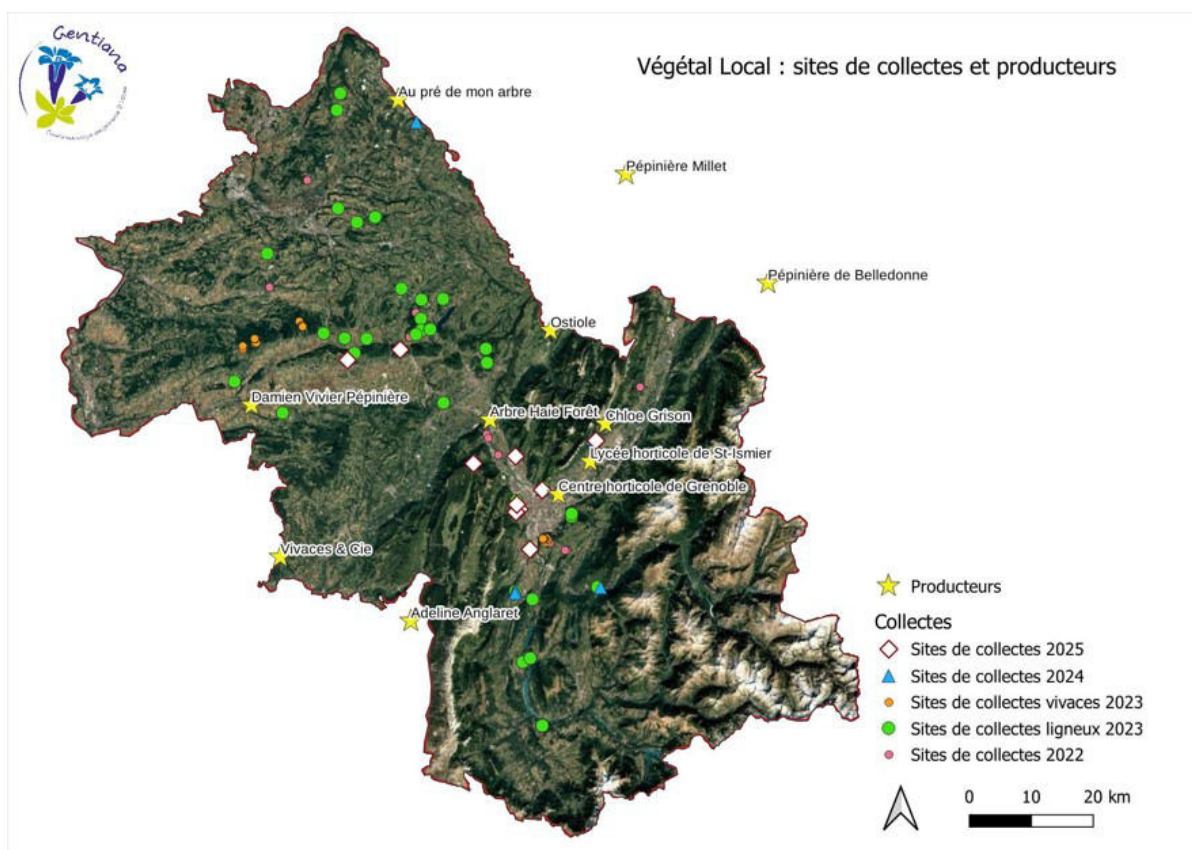 Gentiana
Végétal Local : sites de collectes et producteurs
Au pré de mon arbre
Pépinière Millet
Pépinière de Belledonne
Ostiole
Damien Vivier Pépinière
Arbre Haie Forêt
Chloe Grison
Lycée horticole de St-Ismier
Centre horticole de Grenoble
Vivaces & Cie
Adeline Anglaret
Producteurs
Collectes
Sites de collectes 2025
Sites de collectes 2024
Sites de collectes vivaces 2023
Sites de collectes ligneux 2023
Sites de collectes 2022
0 10 20 km